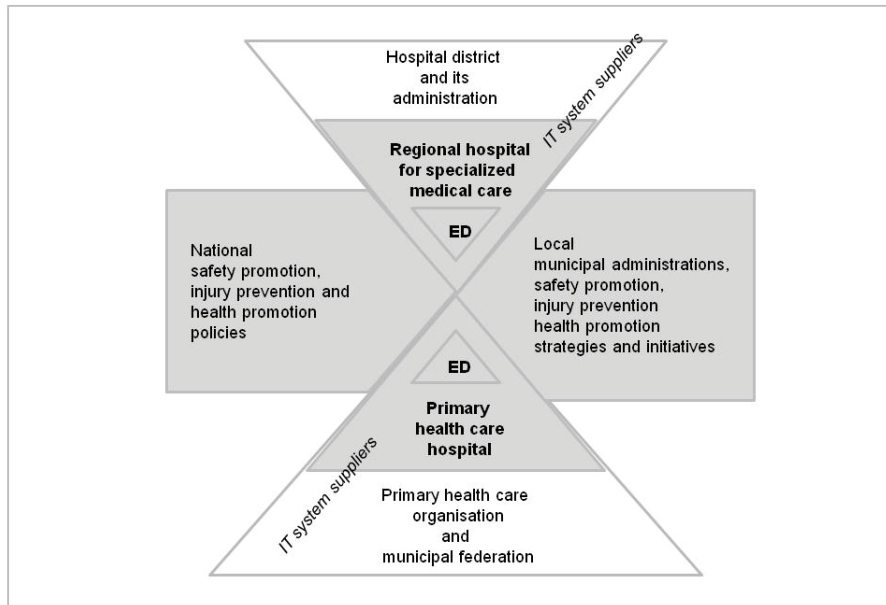 Hospital district
and its
administration
IT system suppliers
Regional hospital
for specialized
medical care
ED
National
safety promotion,
injury prevention and
health promotion
policies
Local
municipal administrations,
safety promotion,
injury prevention
health promotion
strategies and initiatives
ED
Primary
health care
hospital
IT system suppliers
Primary health care
organisation
and
municipal federation